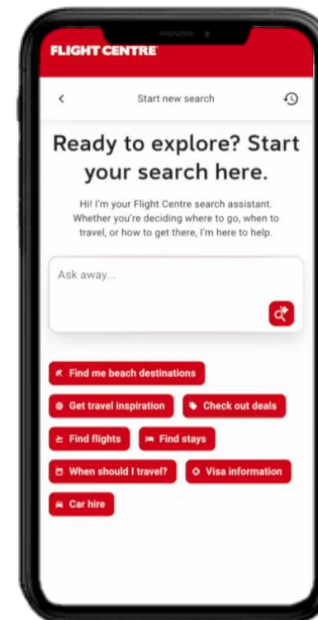 FLIGHT CENTRE
Start new search
Ready to explore? Start
your search here.
Hi! I'm your Flight Centre search assistant.
Whether you're deciding where to go, when to
travel, or how to get there, I'm here to help.
Ask away...
Find me beach destinations
Get travel inspiration
Check out deals
Find flights
Find stays
When should I travel?
Visa information
Car hire